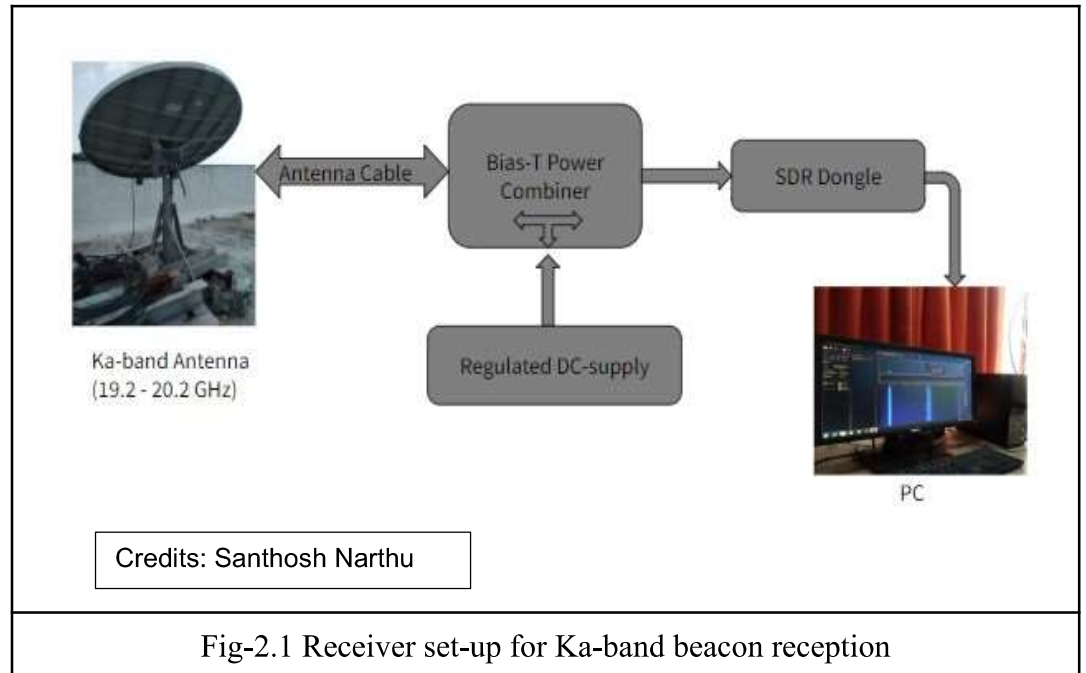 Antenna Cable
Bias-T Power
Combiner
SDR Dongle
Regulated DC-supply
Ka-band Antenna
(19.2 - 20.2 GHz)
PC
Credits: Santhosh Narthu
Fig-2.1 Receiver set-up for Ka-band beacon reception